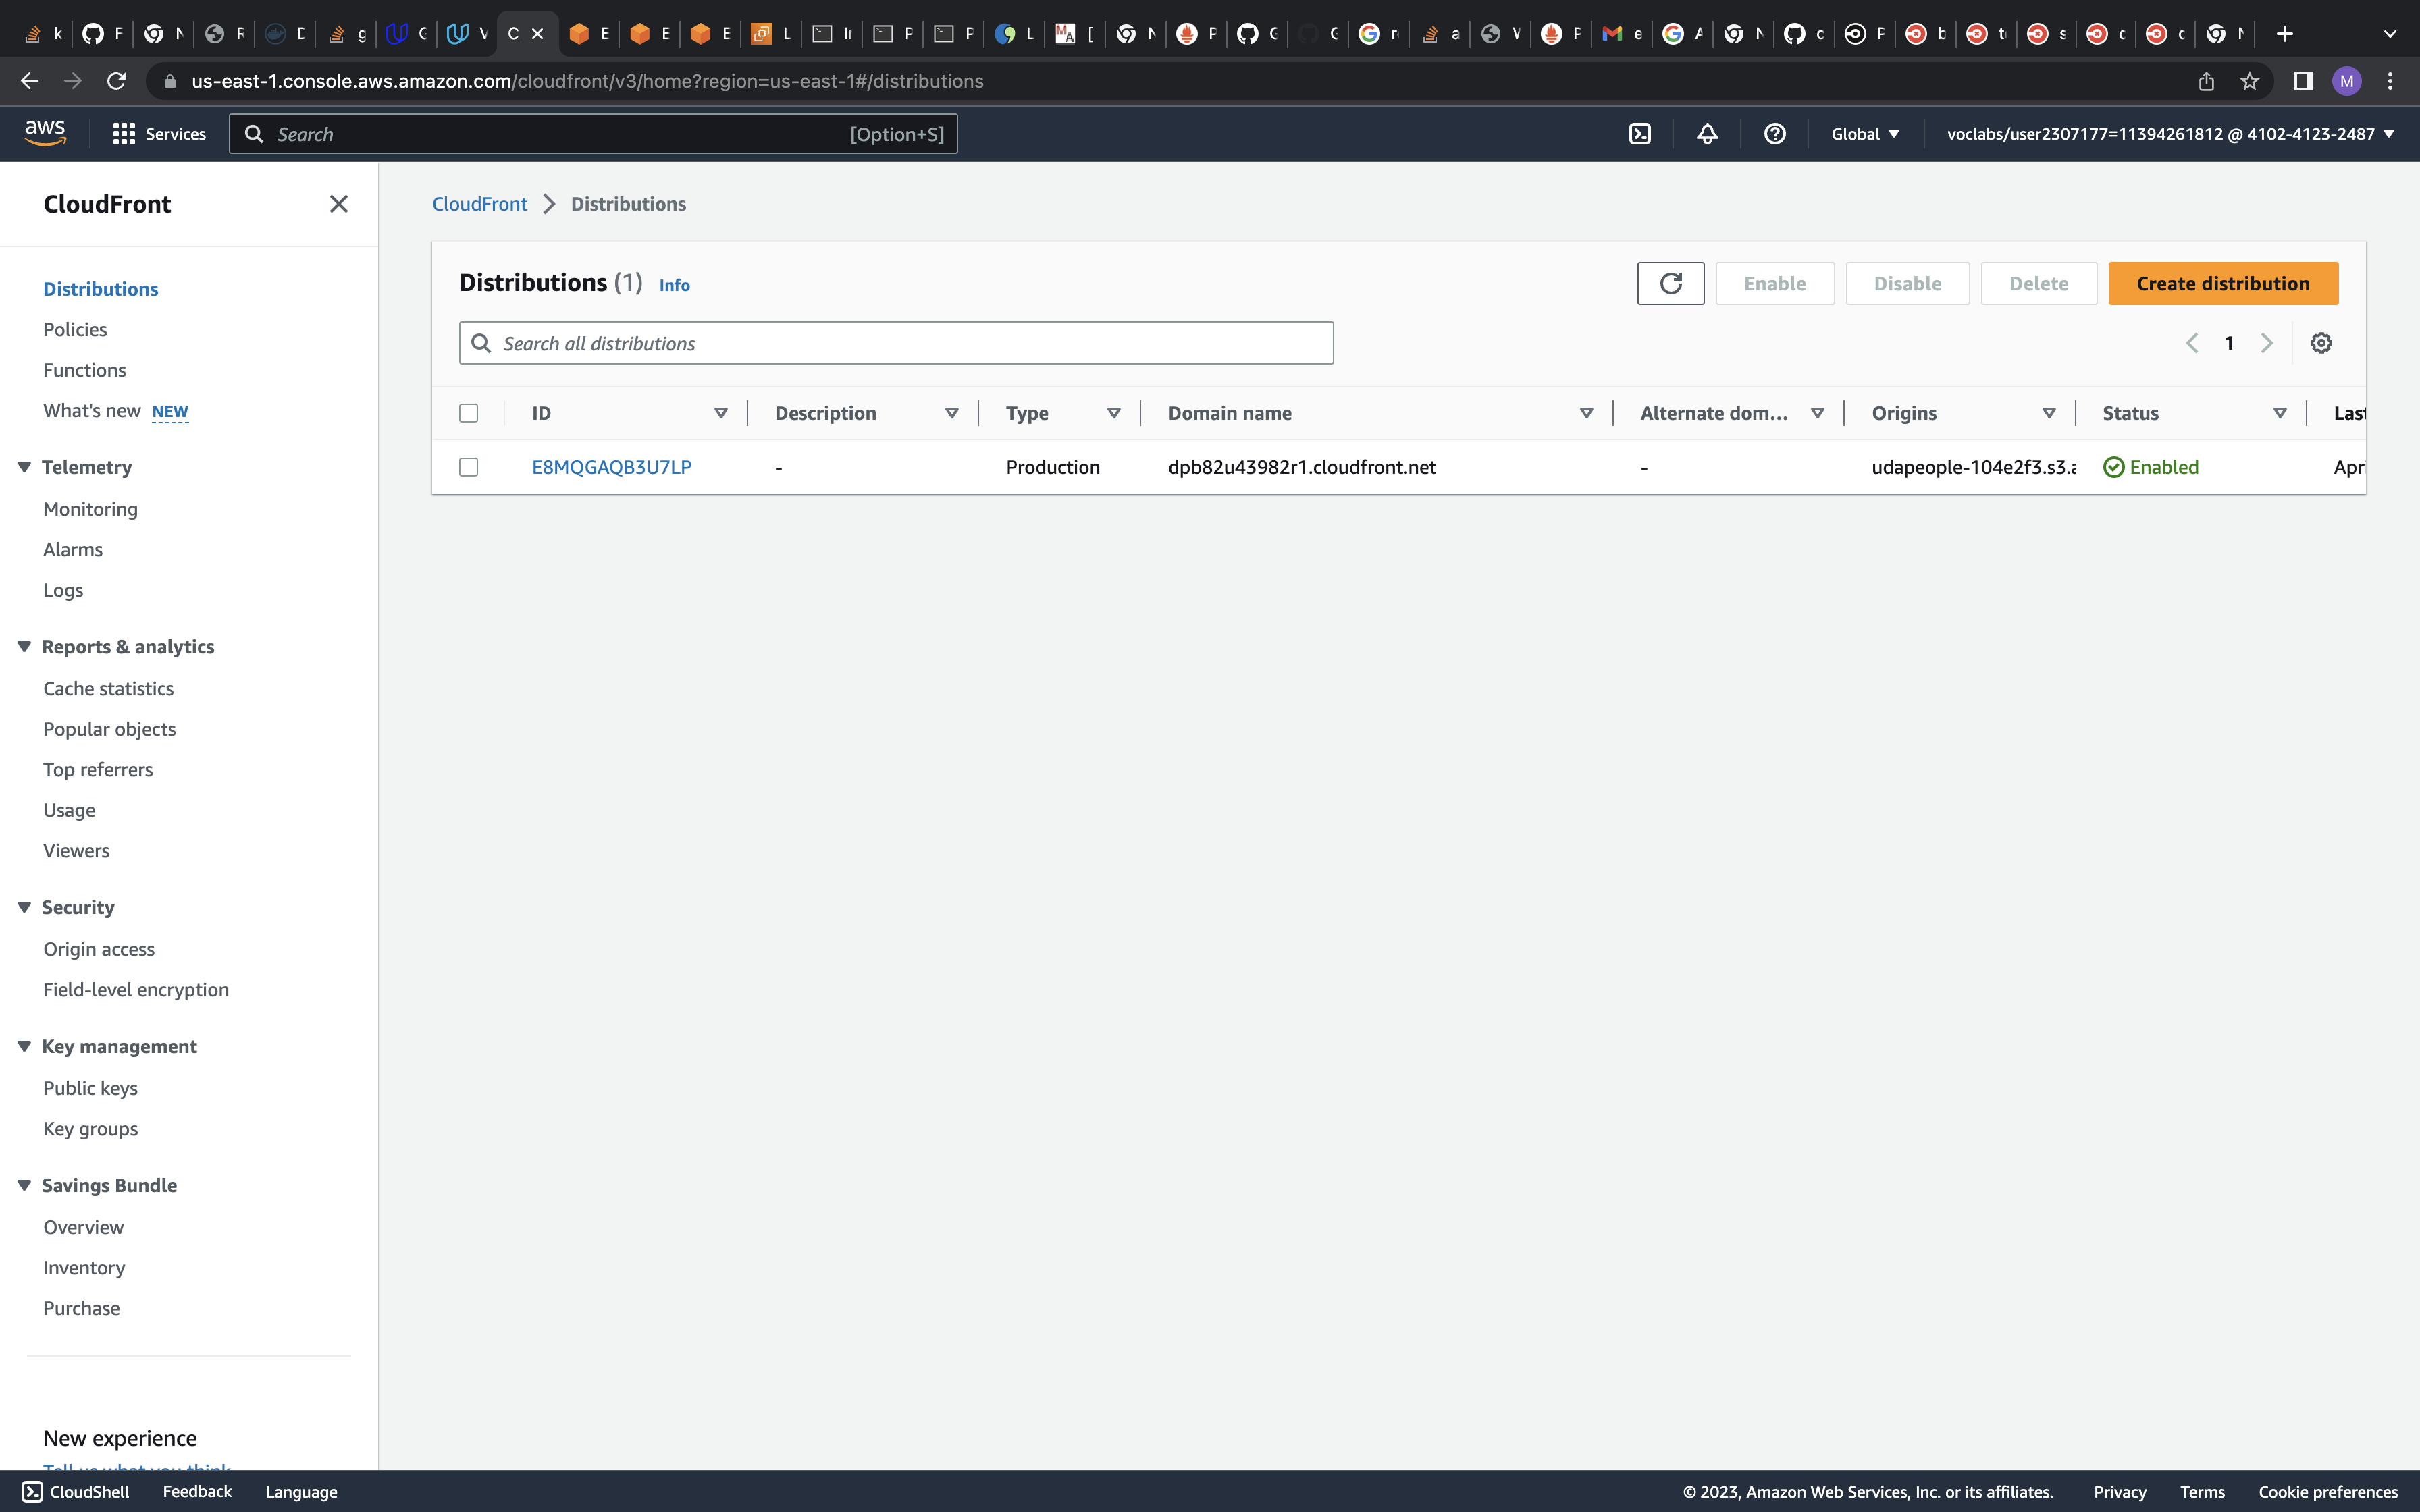 us-east-1.console.aws.amazon.com/cloudfront/v3/home?region=us-east-1#/distributions
M
aws
Services
Search
[Option+S]
Global
voclabs/user2307177=11394261812 @ 4102-4123-2487
CloudFront
Distributions
Policies
Functions
What's new NEW
Telemetry
Monitoring
Alarms
Logs
Reports & analytics
Cache statistics
Popular objects
Top referrers
Usage
Viewers
Security
Origin access
Field-level encryption
Key management
Public keys
Key groups
Savings Bundle
Overview
Inventory
Purchase
New experience
Tell us what you think
CloudFront > Distributions
Distributions (1) Info
Enable
Disable
Delete
Create distribution
Search all distributions
1
ID Description Type Domain name Alternate dom... Origins Status Last
E8MQGAQB3U7LP - Production dpb82u43982r1.cloudfront.net - udapeople-104e2f3.s3.a Enabled Apr
CloudShell Feedback Language © 2023, Amazon Web Services, Inc. or its affiliates. Privacy Terms Cookie preferences